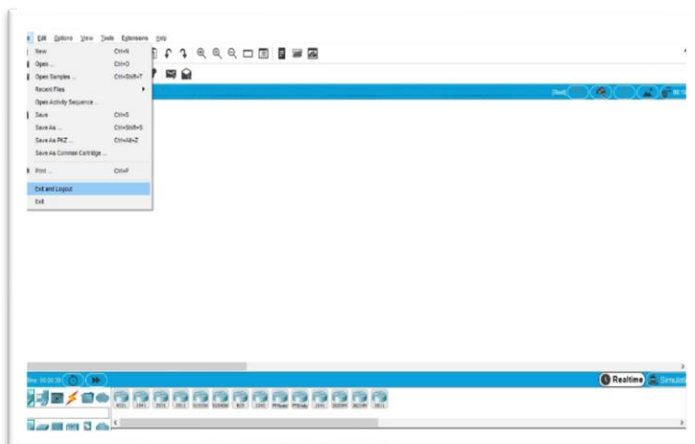 Edit Options View Tools Extensions Help
New Ctrl+N
Open ... Ctrl+O
Open Samples ... Ctrl+Shift+T
Recent Files
Open Activity Sequence ...
Save Ctrl+S
Save As ... Ctrl+Shift+S
Save As PKZ ... Ctrl+Alt+Z
Save As Common Cartridge ...
Print ... Ctrl+P
Exit and Logout
Exit
[Root]
Realtime